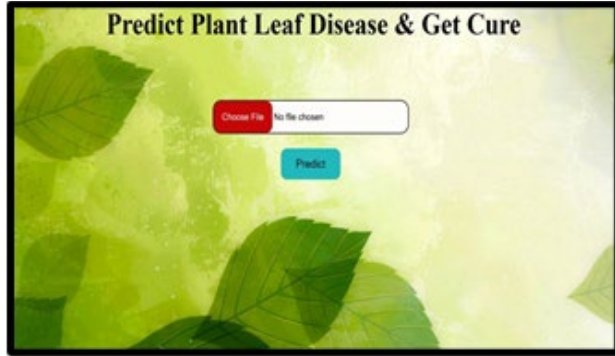 Predict Plant Leaf Disease & Get Cure
Choose File No file chosen
Predict